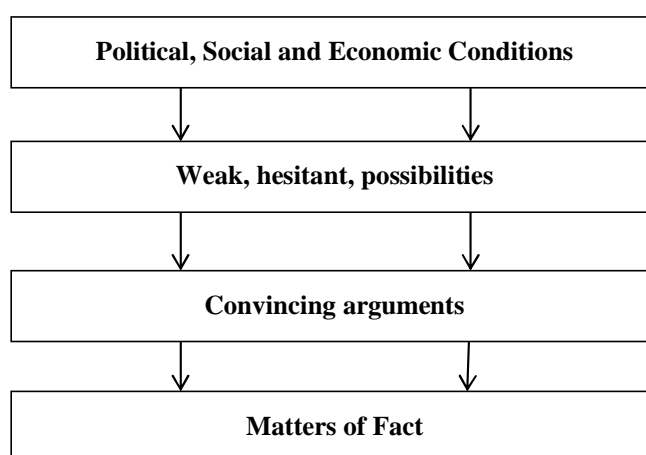 Political, Social and Economic Conditions
Weak, hesitant, possibilities
Convincing arguments
Matters of Fact